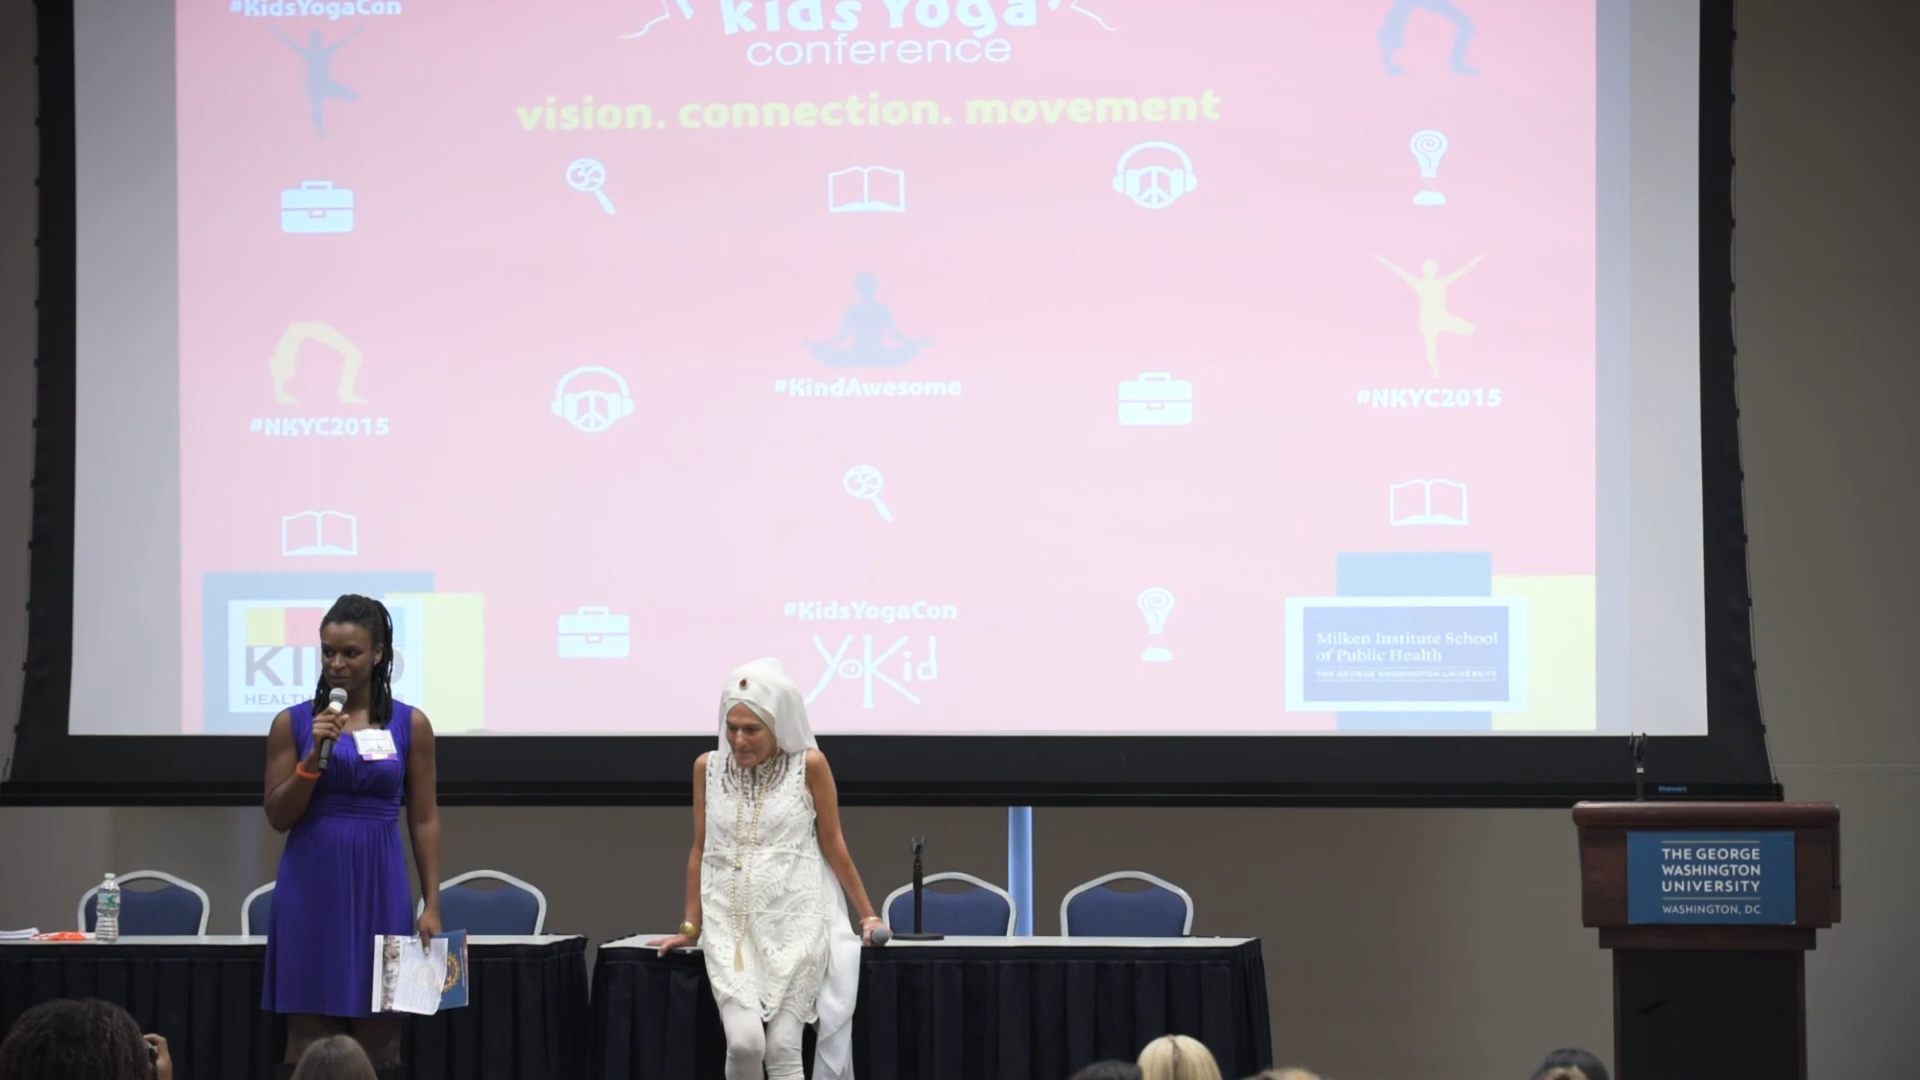 #KidsYogaCon
kids Yoga
conference
vision. connection. movement
#KindAwesome
#NKYC2015
#NKYC2015
#KidsYogaCon
YoKid
Milken Institute School
of Public Health
THE GEORGE WASHINGTON UNIVERSITY
THE GEORGE
WASHINGTON
UNIVERSITY
WASHINGTON, DC